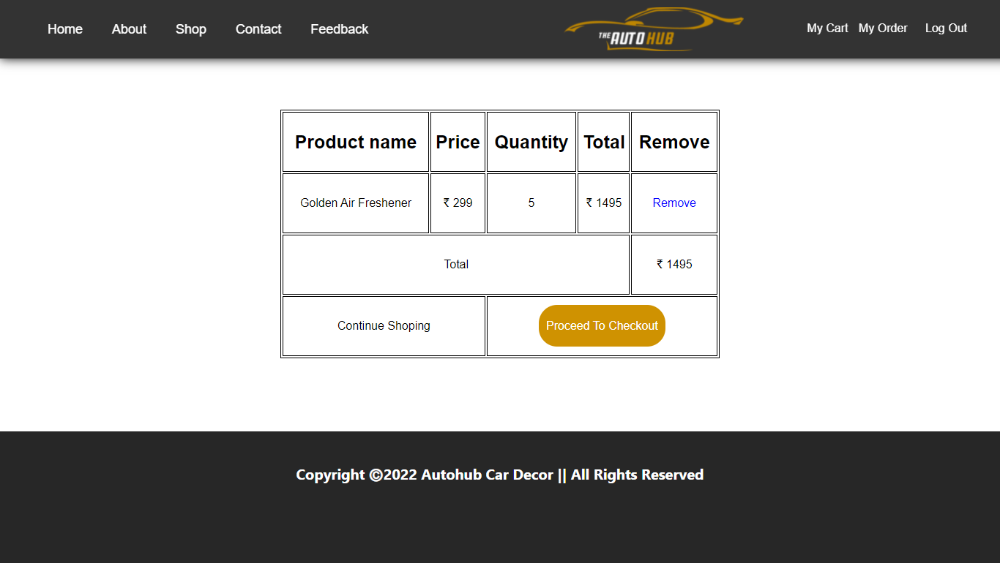 Home About Shop Contact Feedback THE AUTO HUB My Cart My Order Log Out
Product name Price Quantity Total Remove
Golden Air Freshener ₹ 299 5 ₹ 1495 Remove
Total ₹ 1495
Continue Shoping Proceed To Checkout
Copyright ©2022 Autohub Car Decor || All Rights Reserved